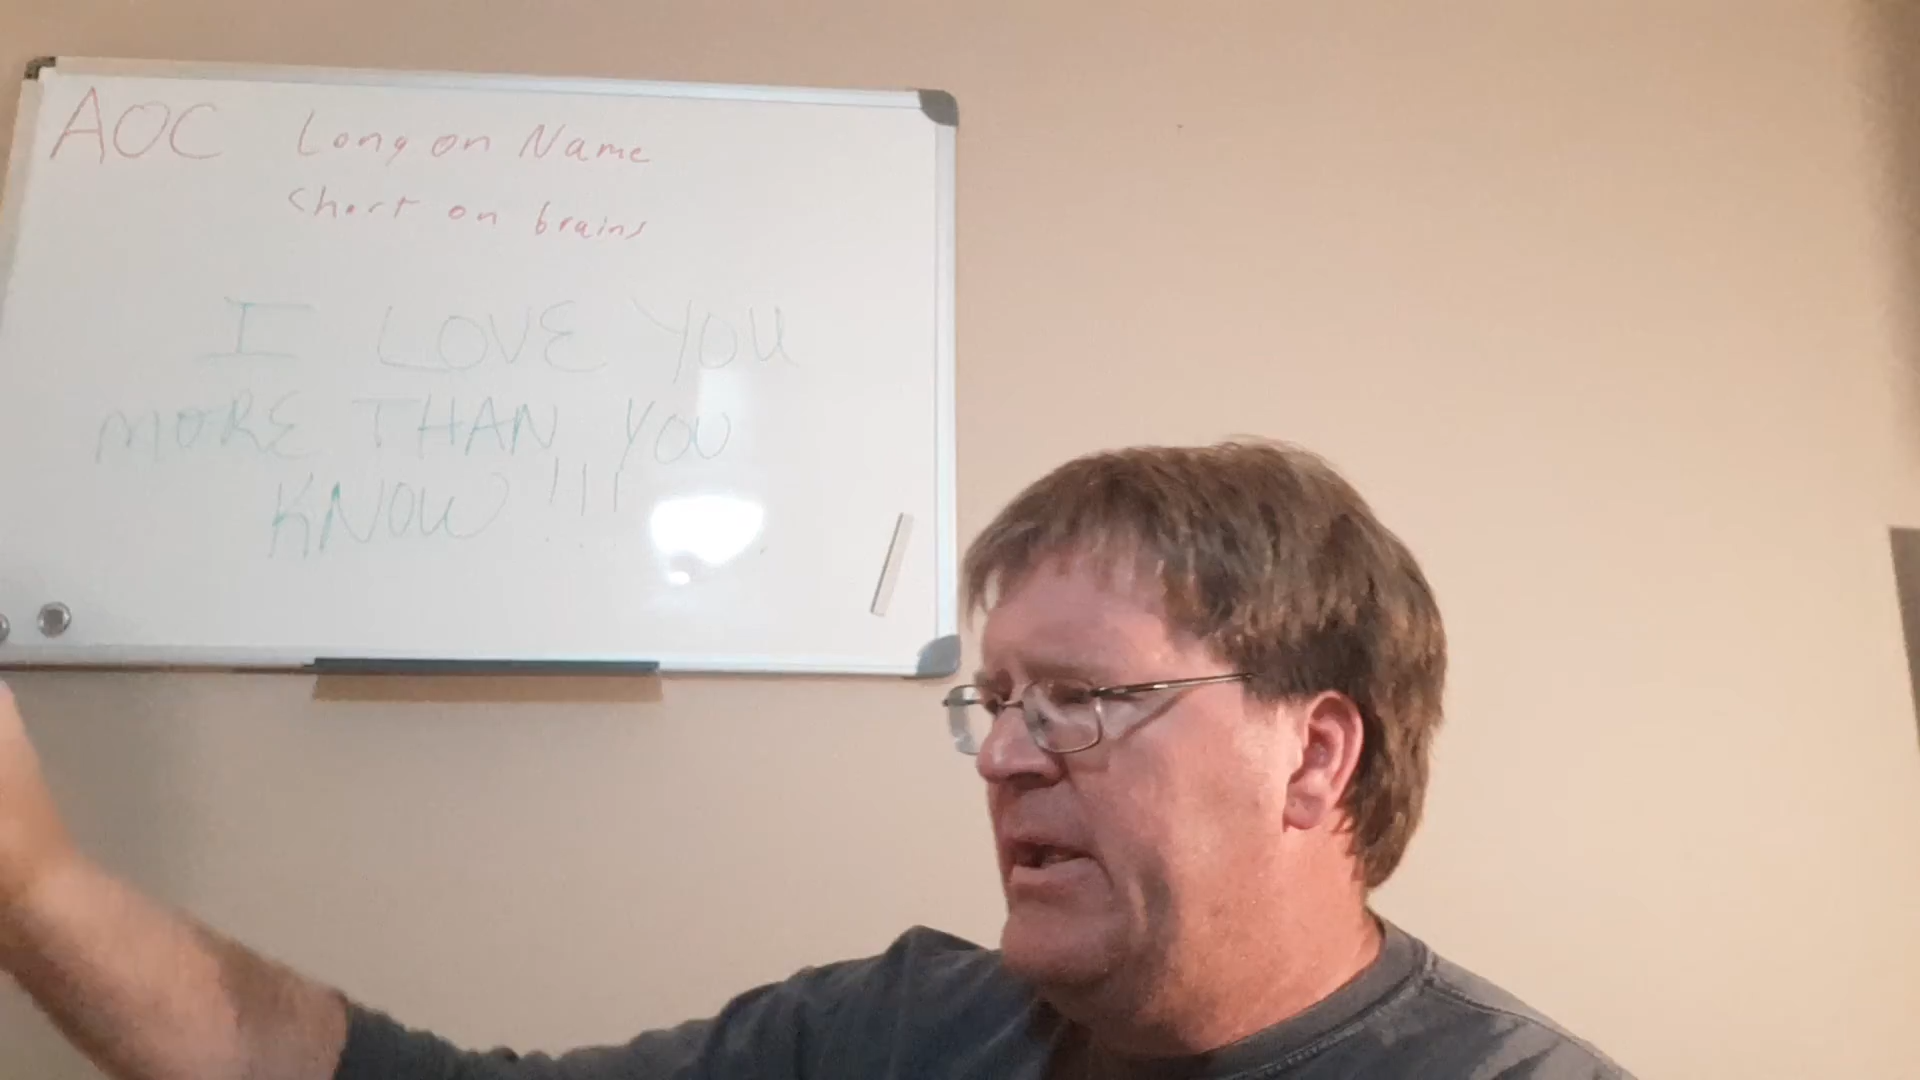 AOC Long on Name
short on brains
I LOVE YOU
MORE THAN YOU
KNOW!!!